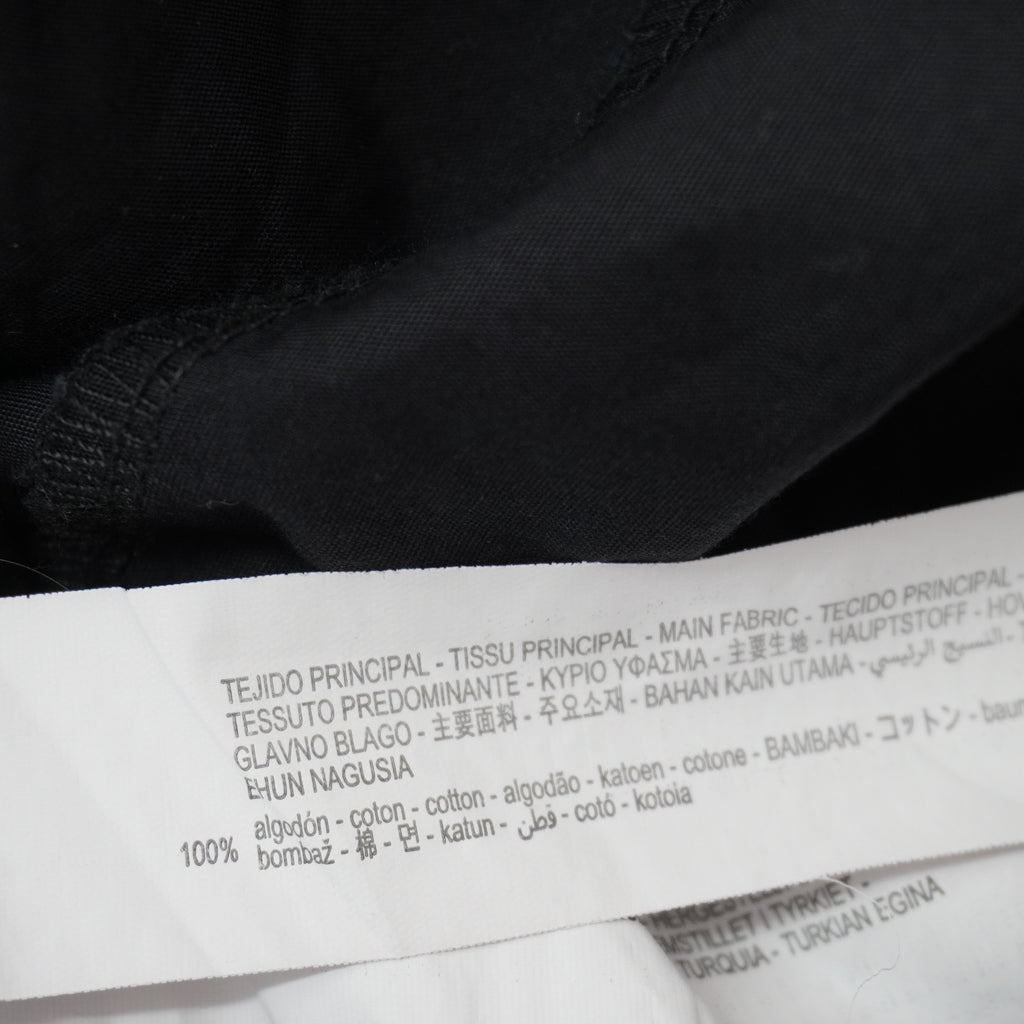 TEJIDO PRINCIPAL - TISSU PRINCIPAL - MAIN FABRIC - TECIDO PRINCIPAL -
TESSUTO PREDOMINANTE - ΚΥΡΙΟ ΥΦΑΣΜΑ - 主要生地 - HAUPTSTOFF -
GLAVNO BLAGO - 主要面料 - 주요소재 - BAHAN KAIN UTAMA - النسيج الرئيسي -
EHUN NAGUSIA
100% algodón - coton - cotton - algodão - katoen - cotone - BAMBAKI - コットン -
bombaž - 棉 - 면 - katun - قطن - cotó - kotoia
TYRKIET -
TURQUIA - TURKIAN EGINA